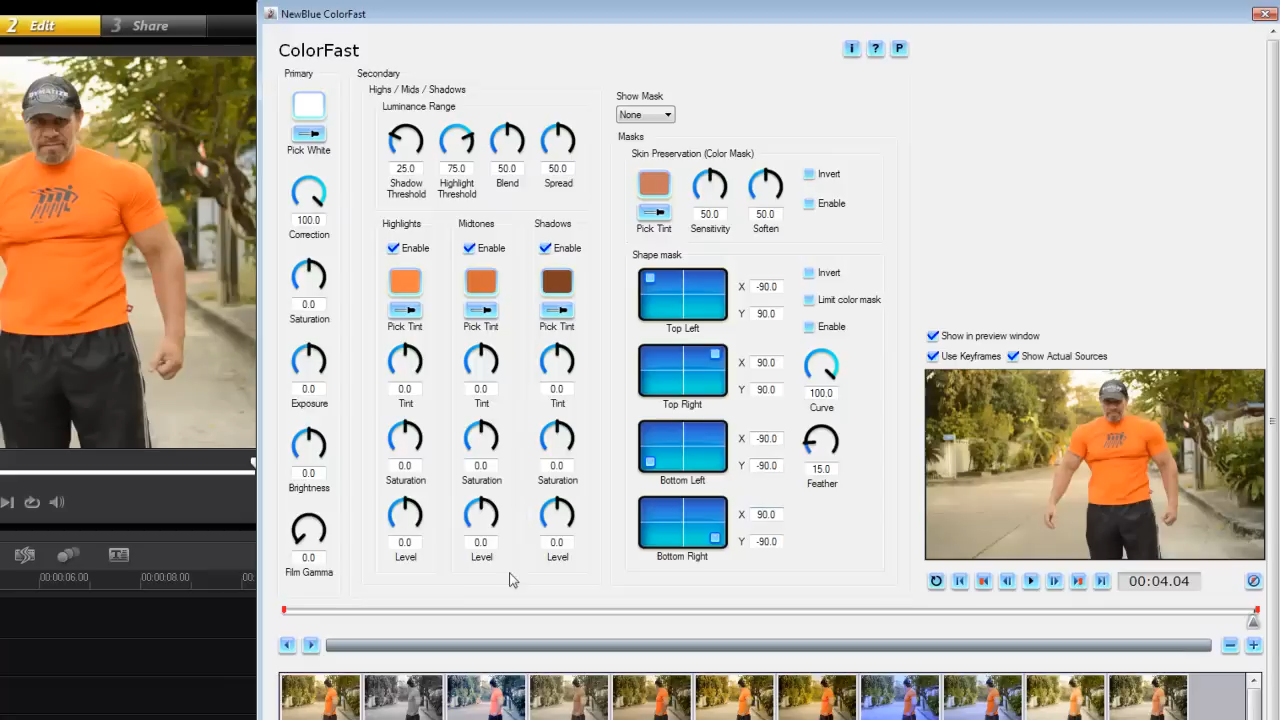 2 Edit
3 Share
NewBlue ColorFast
ColorFast
i ? P
Primary
Pick White
100.0
Correction
0.0
Saturation
0.0
Exposure
0.0
Brightness
0.0
Film Gamma
Secondary
Highs / Mids / Shadows
Luminance Range
25.0 75.0 50.0 50.0
Shadow Threshold Highlight Threshold Blend Spread
Highlights Midtones Shadows
Enable Enable Enable
Pick Tint Pick Tint Pick Tint
0.0 0.0 0.0
Tint Tint Tint
0.0 0.0 0.0
Saturation Saturation Saturation
0.0 0.0 0.0
Level Level Level
Show Mask
None
Masks
Skin Preservation (Color Mask)
Invert
Enable
50.0 50.0
Pick Tint Sensitivity Soften
Shape mask
X -90.0
Y 90.0
Top Left
X 90.0
Y 90.0
Top Right
X -90.0
Y -90.0
Bottom Left
X 90.0
Y -90.0
Bottom Right
Invert
Limit color mask
Enable
100.0
Curve
15.0
Feather
Show in preview window
Use Keyframes Show Actual Sources
00:04.04
00:00:06.00 00:00:08.00 00: